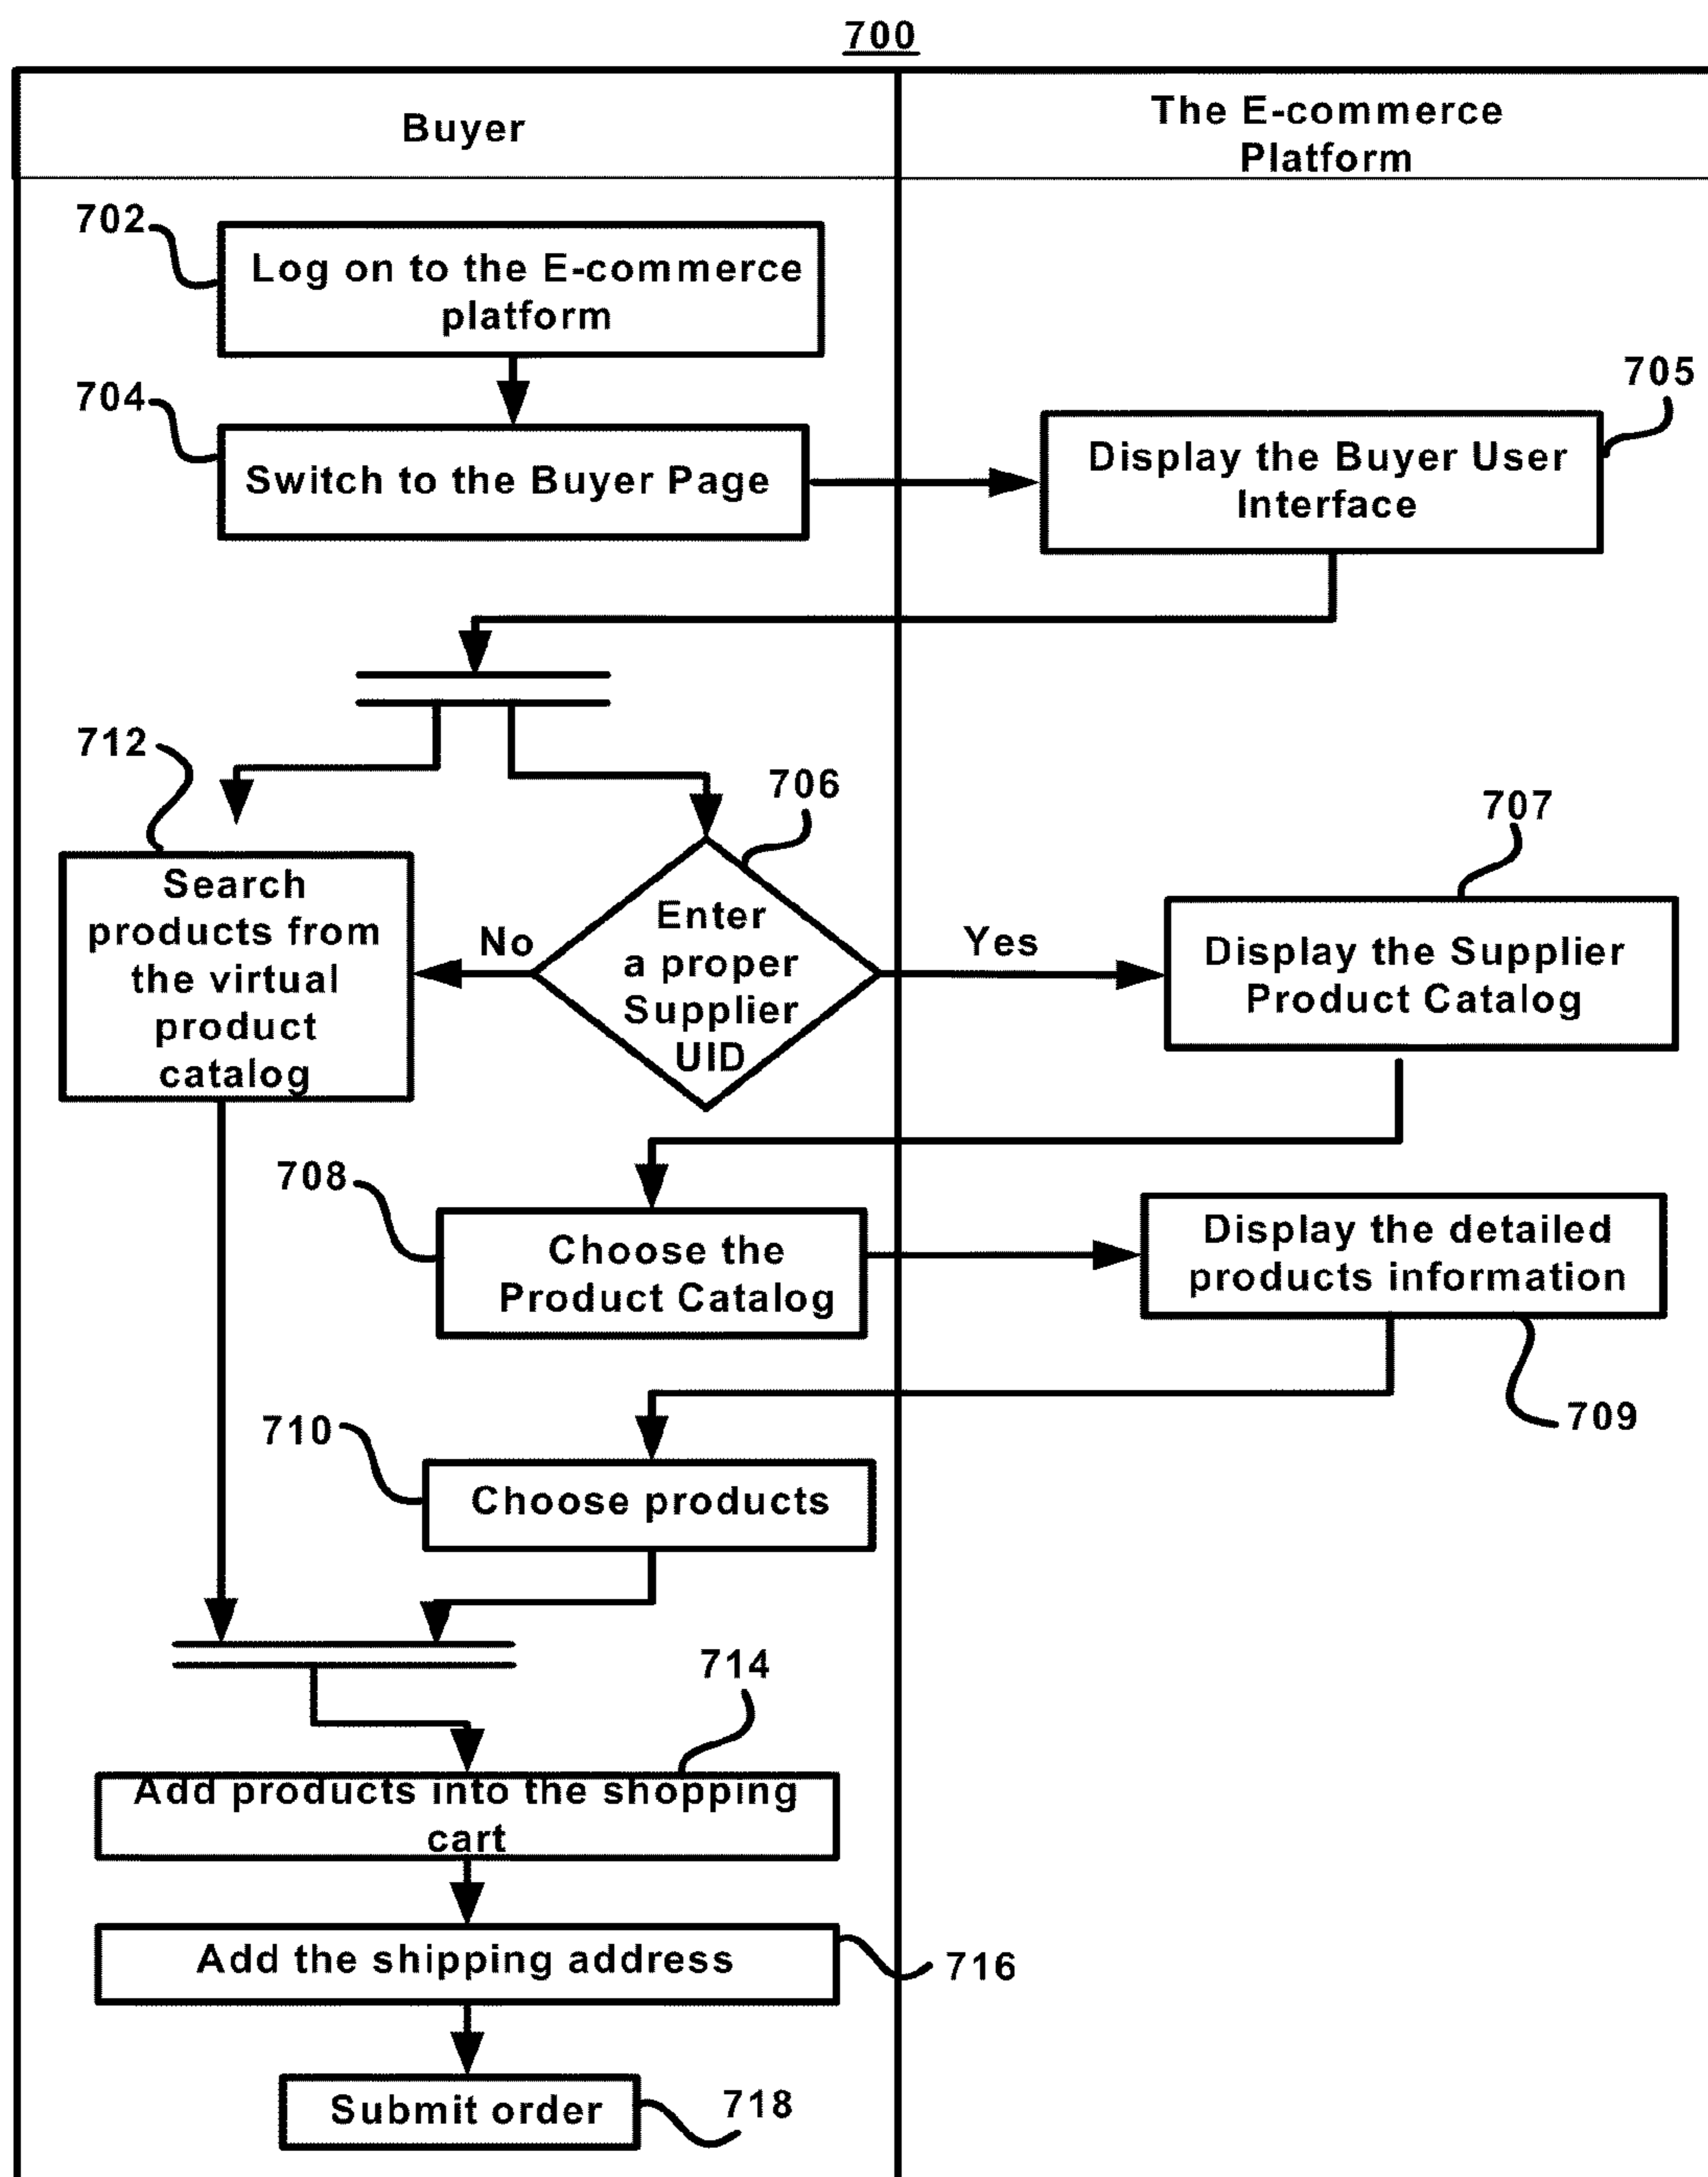 700
Buyer
The E-commerce
Platform
702
Log on to the E-commerce
platform
704
Switch to the Buyer Page
705
Display the Buyer User
Interface
712
Search
products from
the virtual
product
catalog
No
706
Enter
a proper
Supplier
UID
Yes
707
Display the Supplier
Product Catalog
708
Choose the
Product Catalog
Display the detailed
products information
709
710
Choose products
714
Add products into the shopping
cart
Add the shipping address
716
Submit order
718